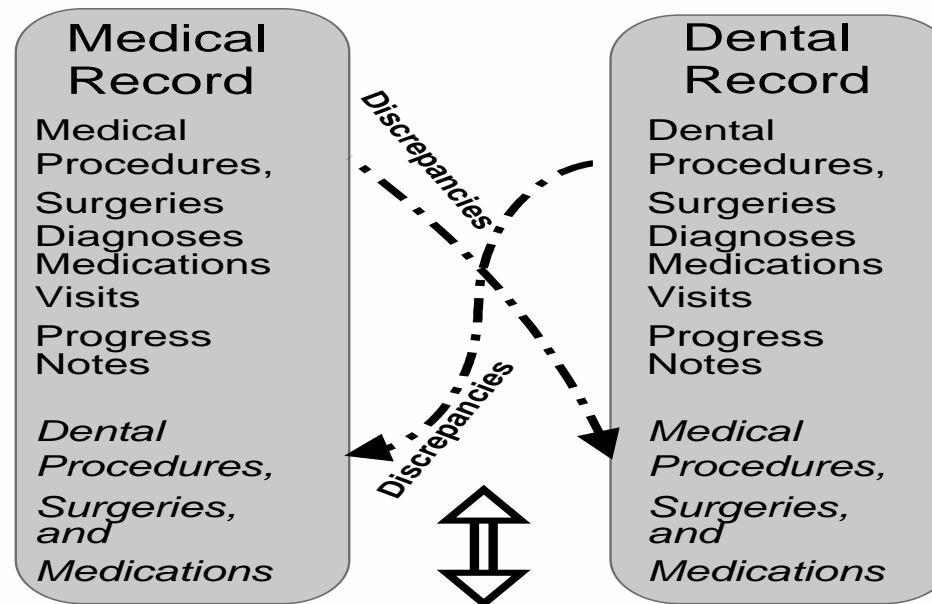 Medical
Record
Medical
Procedures,
Surgeries
Diagnoses
Medications
Visits
Progress
Notes
Dental
Procedures,
Surgeries,
and
Medications
Discrepancies
Discrepancies
Dental
Record
Dental
Procedures,
Surgeries
Diagnoses
Medications
Visits
Progress
Notes
Medical
Procedures,
Surgeries,
and
Medications